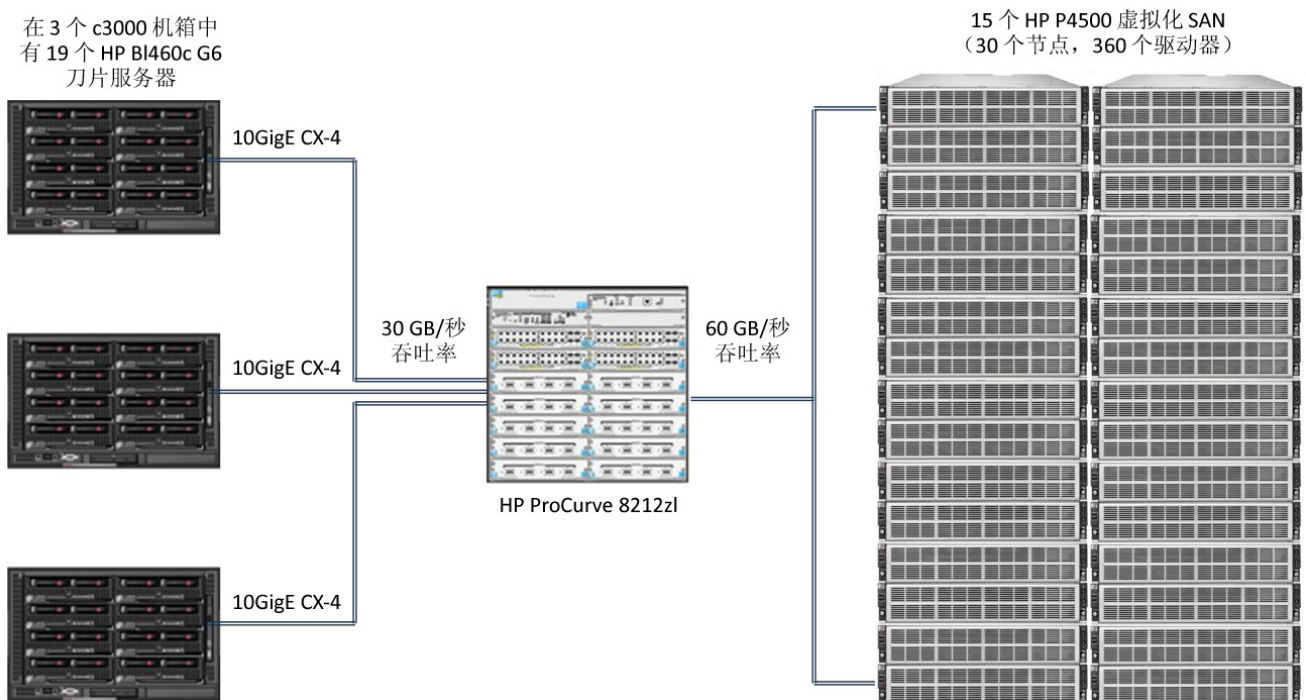 在 3 个 c3000 机箱中
有 19 个 HP Bl460c G6
刀片服务器
15 个 HP P4500 虚拟化 SAN
（30 个节点，360 个驱动器）
10GigE CX-4
30 GB/秒
吞吐率
60 GB/秒
吞吐率
10GigE CX-4
HP ProCurve 8212zl
10GigE CX-4